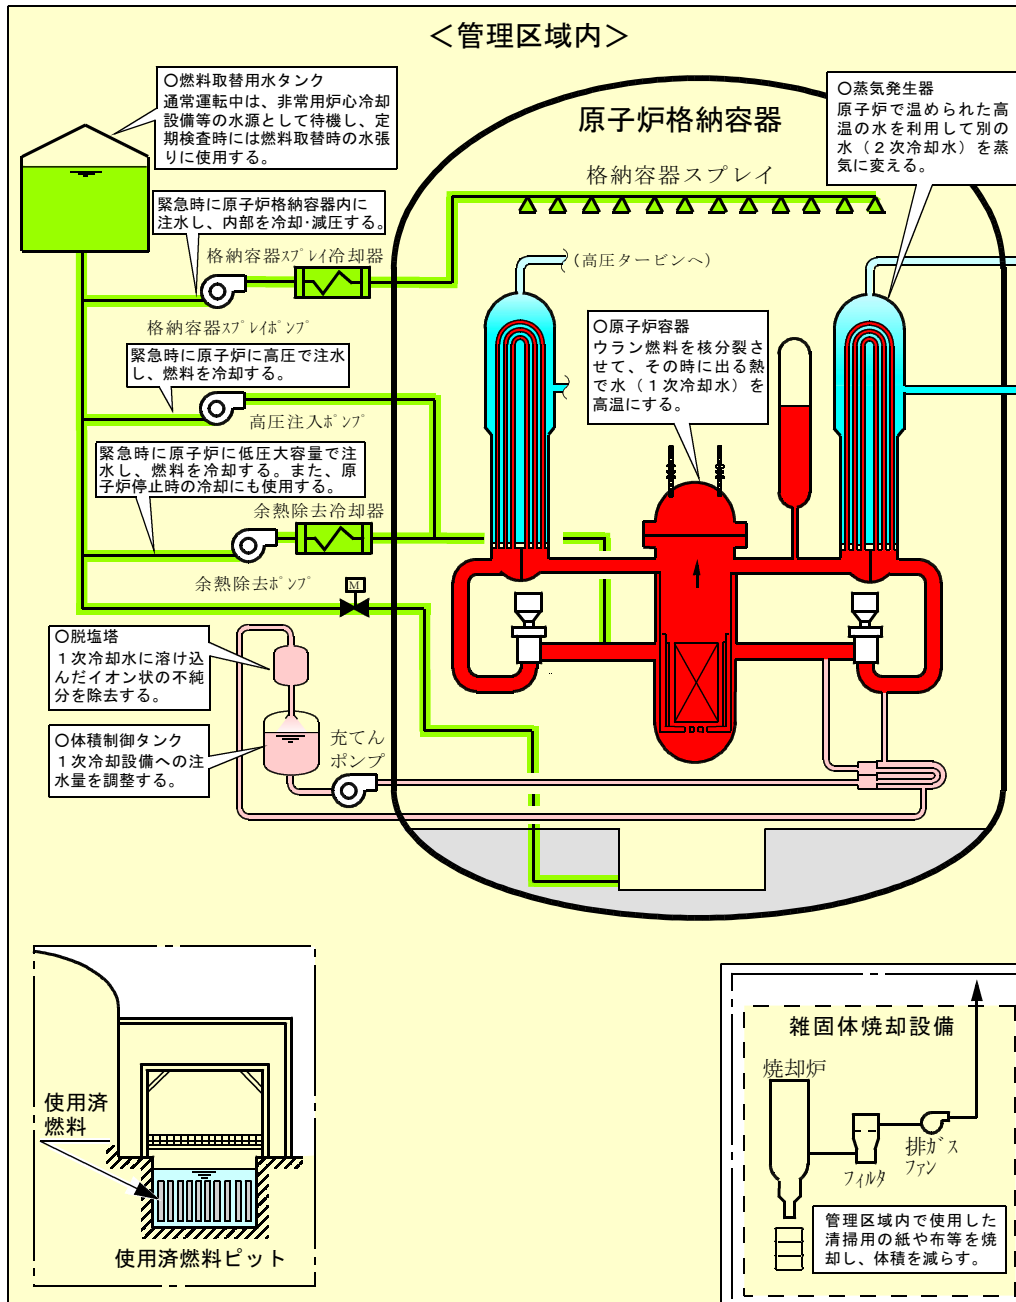 ＜管理区域内＞
○燃料取替用水タンク
通常運転中は、非常用炉心冷却
設備等の水源として待機し、定
期検査時には燃料取替時の水張
りに使用する。
○蒸気発生器
原子炉で温められた高
温の水を利用して別の
水（２次冷却水）を蒸
気に変える。
原子炉格納容器
格納容器スプレイ
緊急時に原子炉格納容器内に
注水し、内部を冷却･減圧する。
格納容器ｽﾌﾟﾚｲ冷却器
（高圧タービンへ）
格納容器ｽﾌﾟﾚｲﾎﾟﾝﾌﾟ
○原子炉容器
ウラン燃料を核分裂さ
せて、その時に出る熱
で水（１次冷却水）を
高温にする。
緊急時に原子炉に高圧で注水
し、燃料を冷却する。
高圧注入ﾎﾟﾝﾌﾟ
緊急時に原子炉に低圧大容量で注
水し、燃料を冷却する。また、原
子炉停止時の冷却にも使用する。
余熱除去冷却器
余熱除去ﾎﾟﾝﾌﾟ
M
○脱塩塔
１次冷却水に溶け込
んだイオン状の不純
分を除去する。
○体積制御タンク
１次冷却設備への注
水量を調整する。
充てん
ポンプ
使用済
燃料
使用済燃料ピット
雑固体焼却設備
焼却炉
ﾌｨﾙﾀ
排ｶﾞｽ
ﾌｧﾝ
管理区域内で使用した
清掃用の紙や布等を焼
却し、体積を減らす。